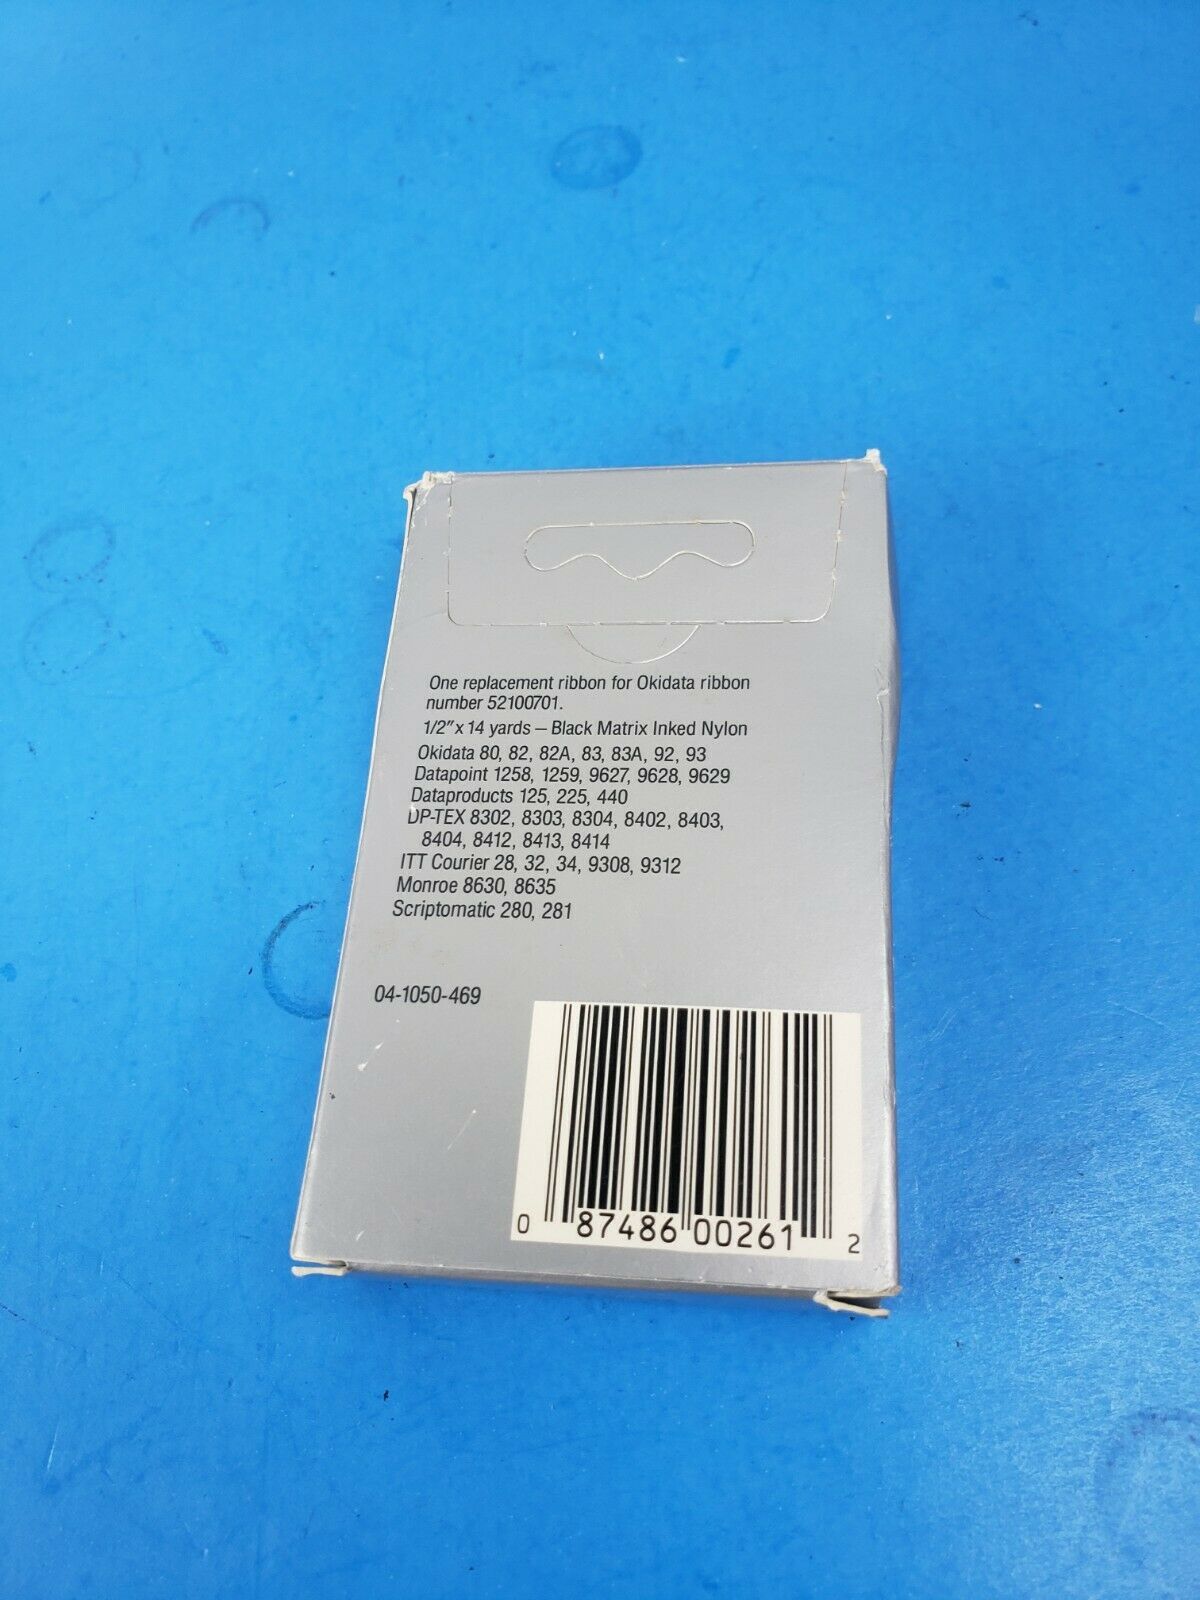 One replacement ribbon for Okidata ribbon
number 52100701.
1/2" x 14 yards — Black Matrix Inked Nylon
Okidata 80, 82, 82A, 83, 83A, 92, 93
Datapoint 1258, 1259, 9627, 9628, 9629
Dataproducts 125, 225, 440
DP-TEX 8302, 8303, 8304, 8402, 8403,
8404, 8412, 8413, 8414
ITT Courier 28, 32, 34, 9308, 9312
Monroe 8630, 8635
Scriptomatic 280, 281
04-1050-469
0 87486 00261 2